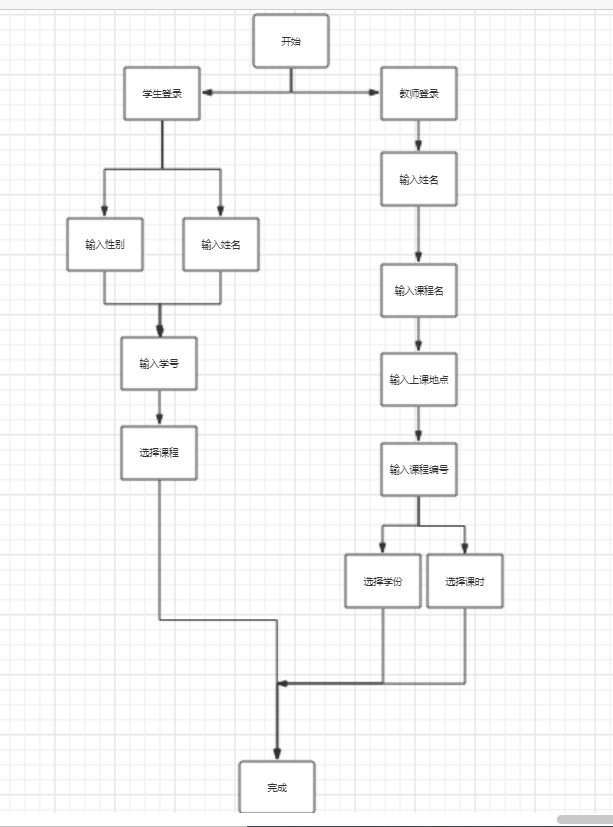 开始
学生登录
教师登录
输入姓名
输入性别
输入姓名
输入课程名
输入学号
输入上课地点
选择课程
输入课程编号
选择学份
选择课时
完成